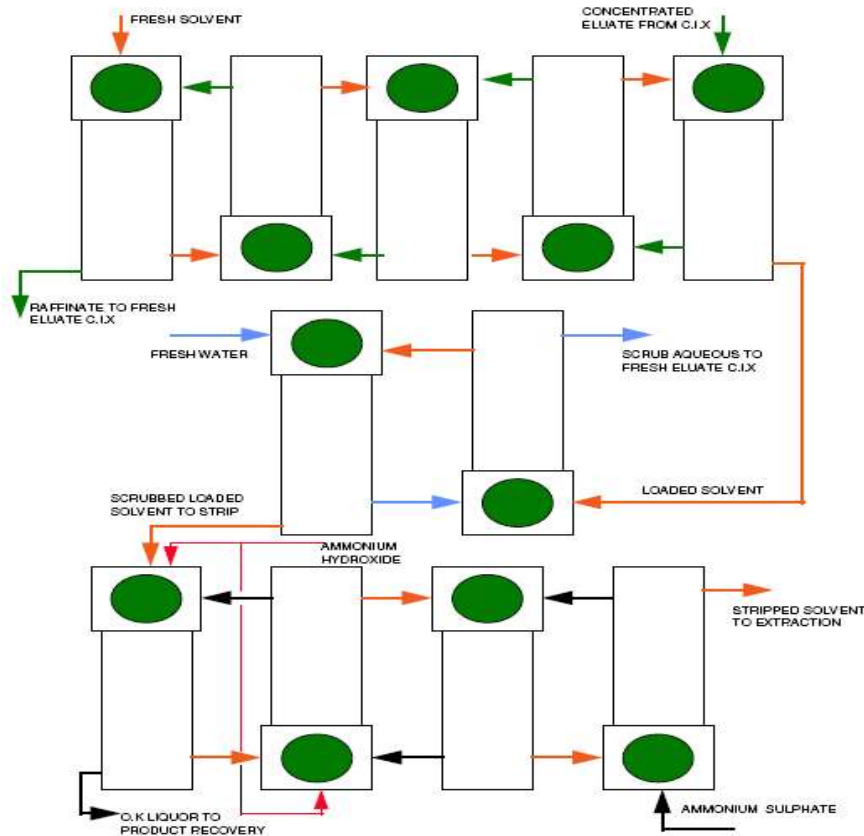 FRESH SOLVENT
CONCENTRATED
ELUATE FROM C.I.X
RAFFINATE TO FRESH
ELUATE C.I.X
FRESH WATER
SCRUB AQUEOUS TO
FRESH ELUATE C.I.X
SCRUBBED LOADED
SOLVENT TO STRIP
LOADED SOLVENT
AMMONIUM
HYDROXIDE
STRIPPED SOLVENT
TO EXTRACTION
O.K LIQUOR TO
PRODUCT RECOVERY
AMMONIUM SULPHATE